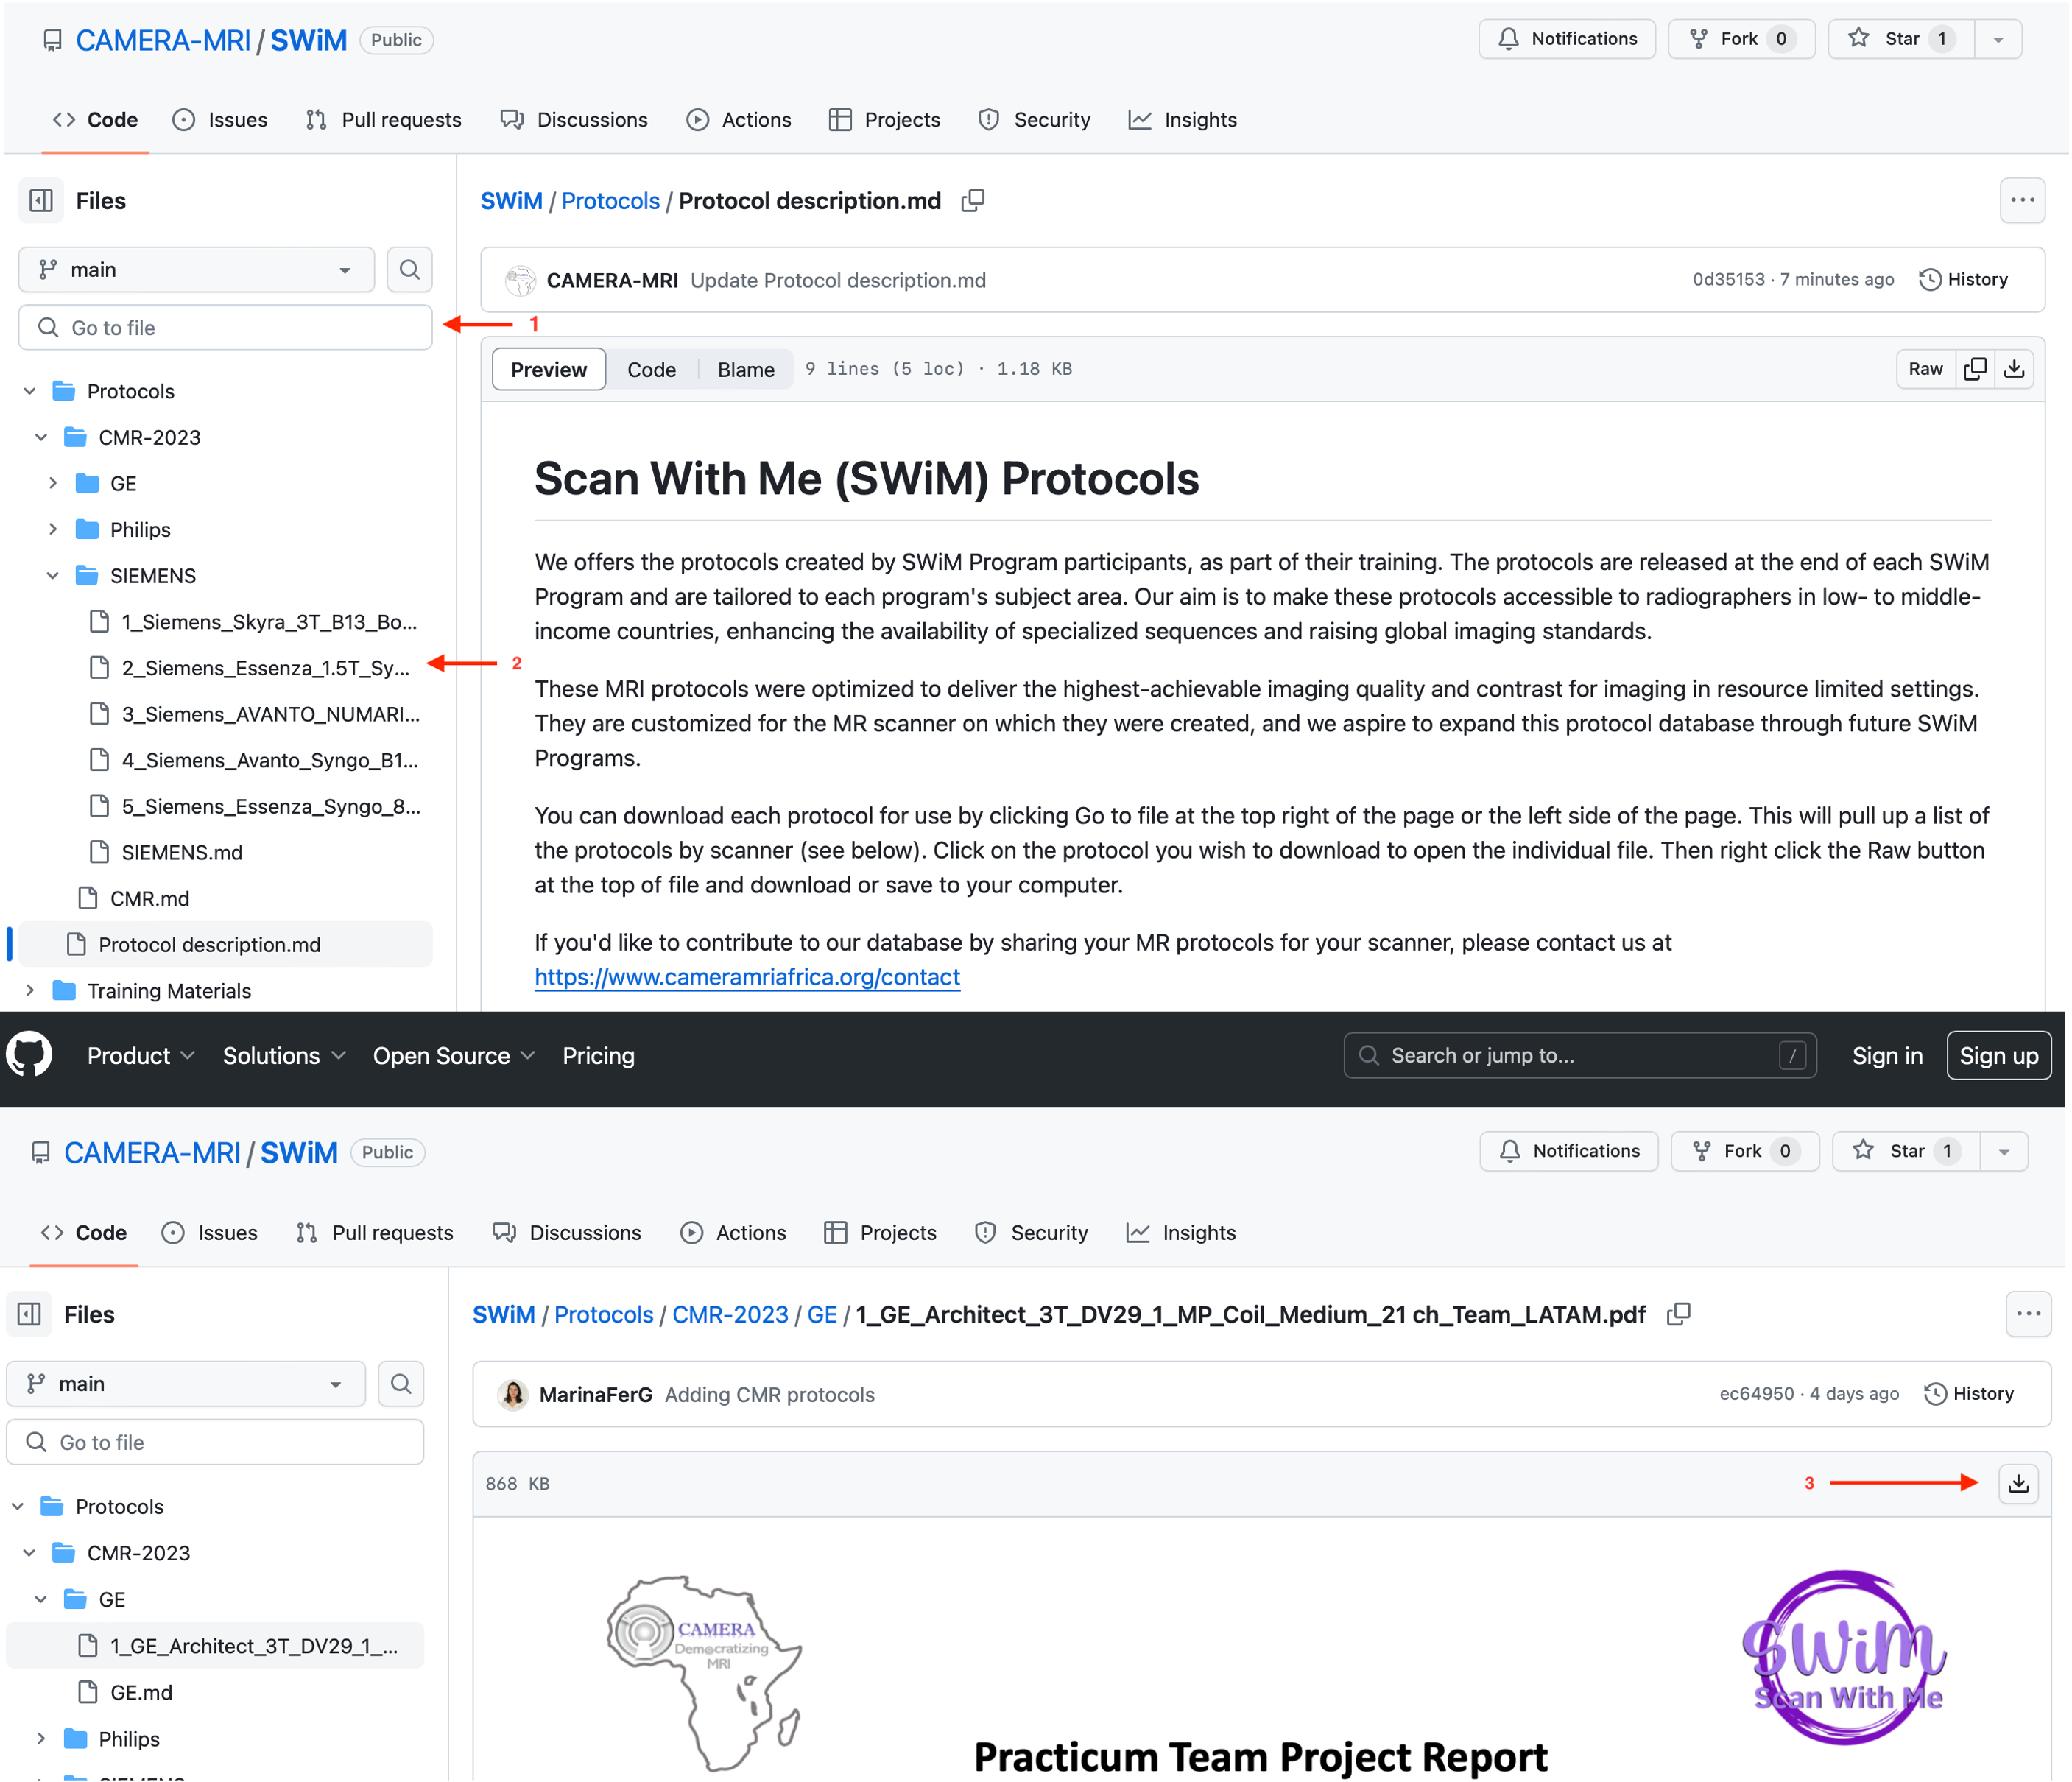 CAMERA-MRI / SWiM Public
Notifications Fork 0 Star 1
Code Issues Pull requests Discussions Actions Projects Security Insights
Files
main
Go to file
Protocols
CMR-2023
GE
Philips
SIEMENS
1_Siemens_Skyra_3T_B13_Bo...
2_Siemens_Essenza_1.5T_Sy...
3_Siemens_AVANTO_NUMARI...
4_Siemens_Avanto_Syngo_B1...
5_Siemens_Essenza_Syngo_8...
SIEMENS.md
CMR.md
Protocol description.md
Training Materials
1
2
SWiM / Protocols / Protocol description.md
CAMERA-MRI Update Protocol description.md
0d35153 · 7 minutes ago History
Preview Code Blame 9 lines (5 loc) · 1.18 KB
Raw
Scan With Me (SWiM) Protocols
We offers the protocols created by SWiM Program participants, as part of their training. The protocols are released at the end of each SWiM
Program and are tailored to each program's subject area. Our aim is to make these protocols accessible to radiographers in low- to middle-
income countries, enhancing the availability of specialized sequences and raising global imaging standards.
These MRI protocols were optimized to deliver the highest-achievable imaging quality and contrast for imaging in resource limited settings.
They are customized for the MR scanner on which they were created, and we aspire to expand this protocol database through future SWiM
Programs.
You can download each protocol for use by clicking Go to file at the top right of the page or the left side of the page. This will pull up a list of
the protocols by scanner (see below). Click on the protocol you wish to download to open the individual file. Then right click the Raw button
at the top of file and download or save to your computer.
If you'd like to contribute to our database by sharing your MR protocols for your scanner, please contact us at
https://www.cameramriafrica.org/contact
Product Solutions Open Source Pricing
Search or jump to... /
Sign in Sign up
CAMERA-MRI / SWiM Public
Notifications Fork 0 Star 1
Code Issues Pull requests Discussions Actions Projects Security Insights
Files
main
Go to file
Protocols
CMR-2023
GE
1_GE_Architect_3T_DV29_1_...
GE.md
Philips
SWiM / Protocols / CMR-2023 / GE / 1_GE_Architect_3T_DV29_1_MP_Coil_Medium_21 ch_Team_LATAM.pdf
MarinaFerG Adding CMR protocols
ec64950 · 4 days ago History
868 KB
3
CAMERA
Democratizing
MRI
SWiM
Scan With Me
Practicum Team Project Report